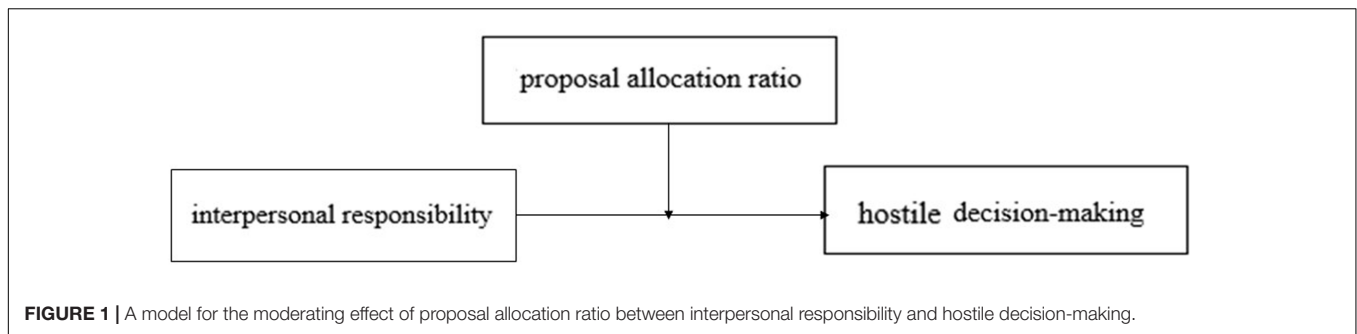 proposal allocation ratio
interpersonal responsibility
hostile decision-making
FIGURE 1 | A model for the moderating effect of proposal allocation ratio between interpersonal responsibility and hostile decision-making.